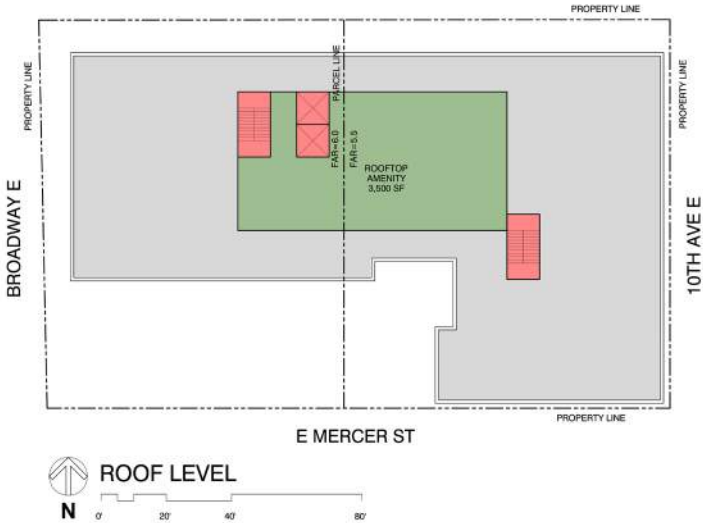 PROPERTY LINE
PROPERTY LINE
PARCEL LINE
PROPERTY LINE
FAR=6.0
FAR=5.5
ROOFTOP
AMENITY
3,500 SF
BROADWAY E
10TH AVE E
PROPERTY LINE
E MERCER ST
ROOF LEVEL
N
0'
20'
40'
80'